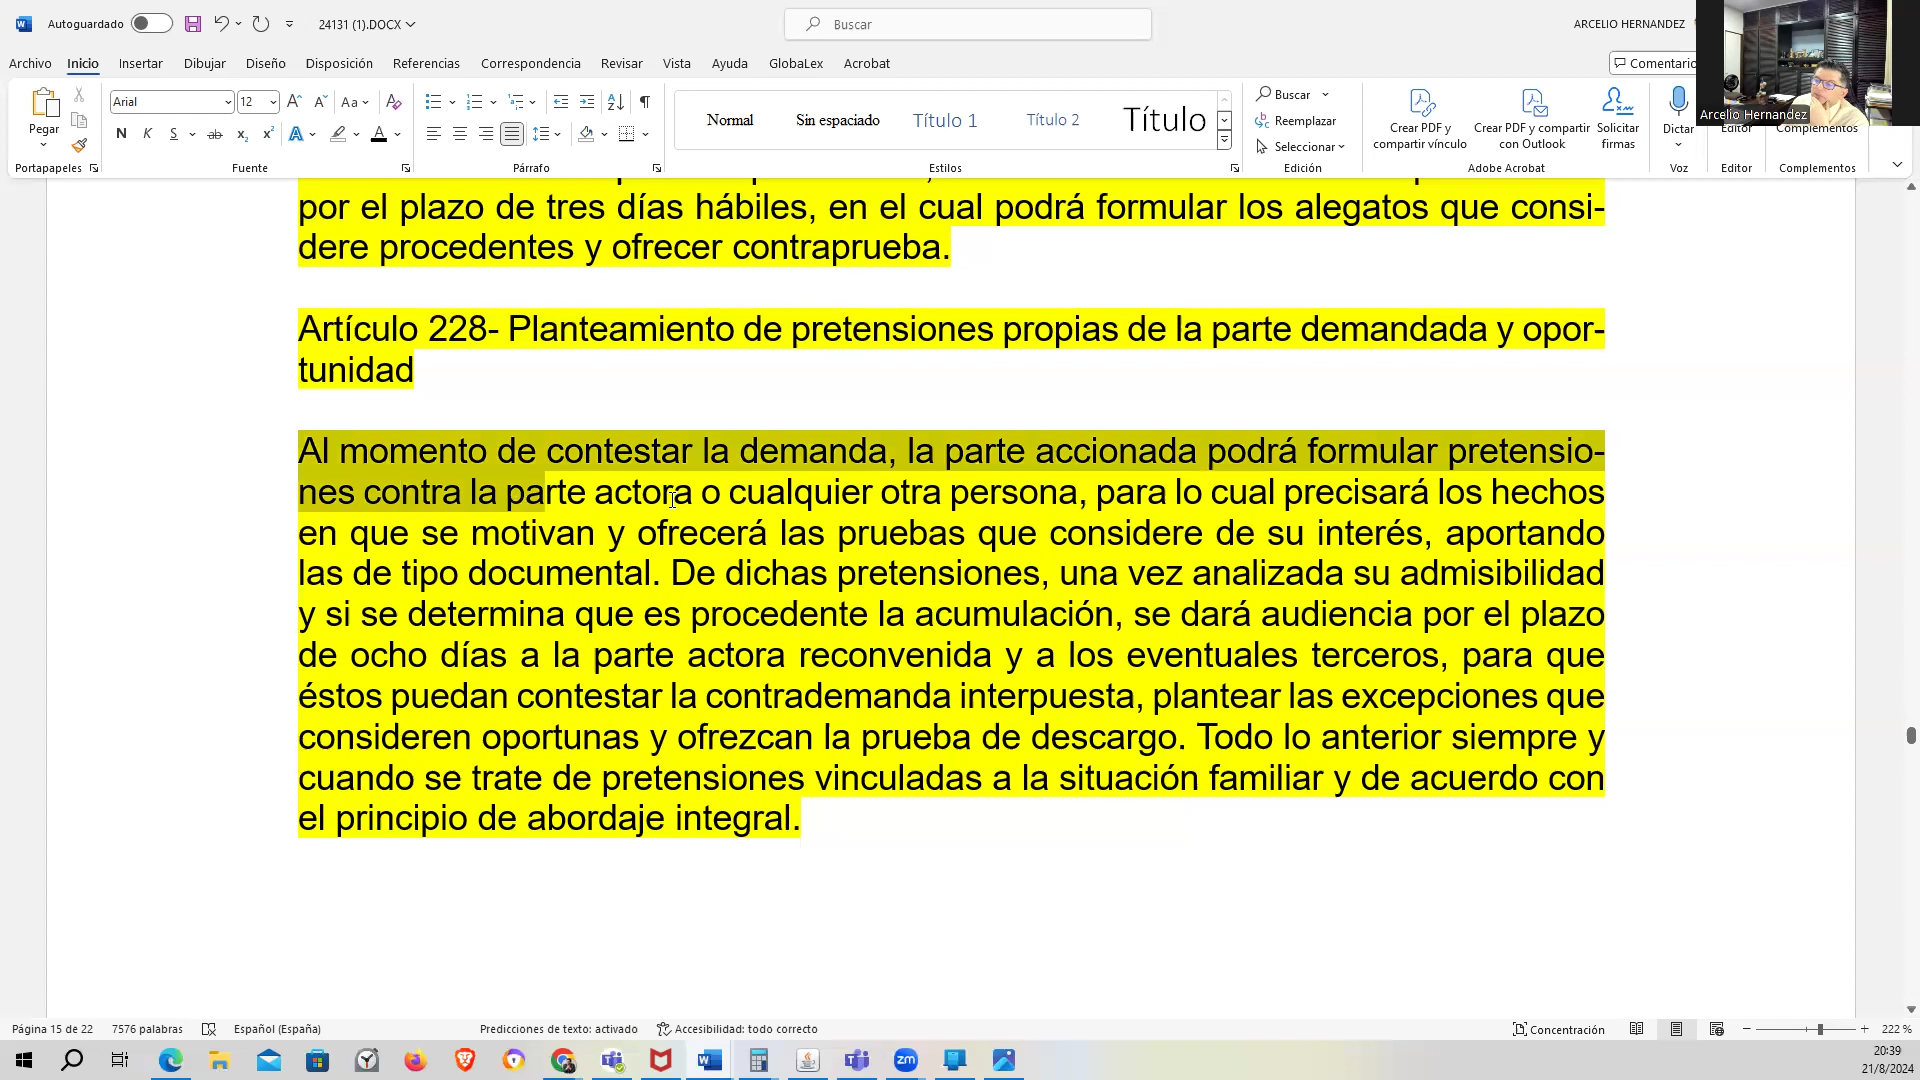 Autoguardado
24131 (1).DOCX
Buscar
ARCELIO HERNANDEZ
Archivo Inicio Insertar Dibujar Diseño Disposición Referencias Correspondencia Revisar Vista Ayuda GlobaLex Acrobat
Comentario
Pegar
Arial 12
Aa
N K S ab x₂ x² A A
Normal
Sin espaciado
Título 1
Título 2
Título
Buscar
Reemplazar
Seleccionar
Crear PDF y compartir vínculo
Crear PDF y compartir con Outlook
Solicitar firmas
Dictar
Editor
Complementos
Arcelio Hernandez
Portapapeles Fuente Párrafo Estilos Edición Adobe Acrobat Voz Editor Complementos
por el plazo de tres días hábiles, en el cual podrá formular los alegatos que consi-
dere procedentes y ofrecer contraprueba.
Artículo 228- Planteamiento de pretensiones propias de la parte demandada y opor-
tunidad
Al momento de contestar la demanda, la parte accionada podrá formular pretensio-
nes contra la parte actora o cualquier otra persona, para lo cual precisará los hechos
en que se motivan y ofrecerá las pruebas que considere de su interés, aportando
las de tipo documental. De dichas pretensiones, una vez analizada su admisibilidad
y si se determina que es procedente la acumulación, se dará audiencia por el plazo
de ocho días a la parte actora reconvenida y a los eventuales terceros, para que
éstos puedan contestar la contrademanda interpuesta, plantear las excepciones que
consideren oportunas y ofrezcan la prueba de descargo. Todo lo anterior siempre y
cuando se trate de pretensiones vinculadas a la situación familiar y de acuerdo con
el principio de abordaje integral.
Página 15 de 22 7576 palabras Español (España) Predicciones de texto: activado Accesibilidad: todo correcto Concentración 222 %
zm
20:39
21/8/2024